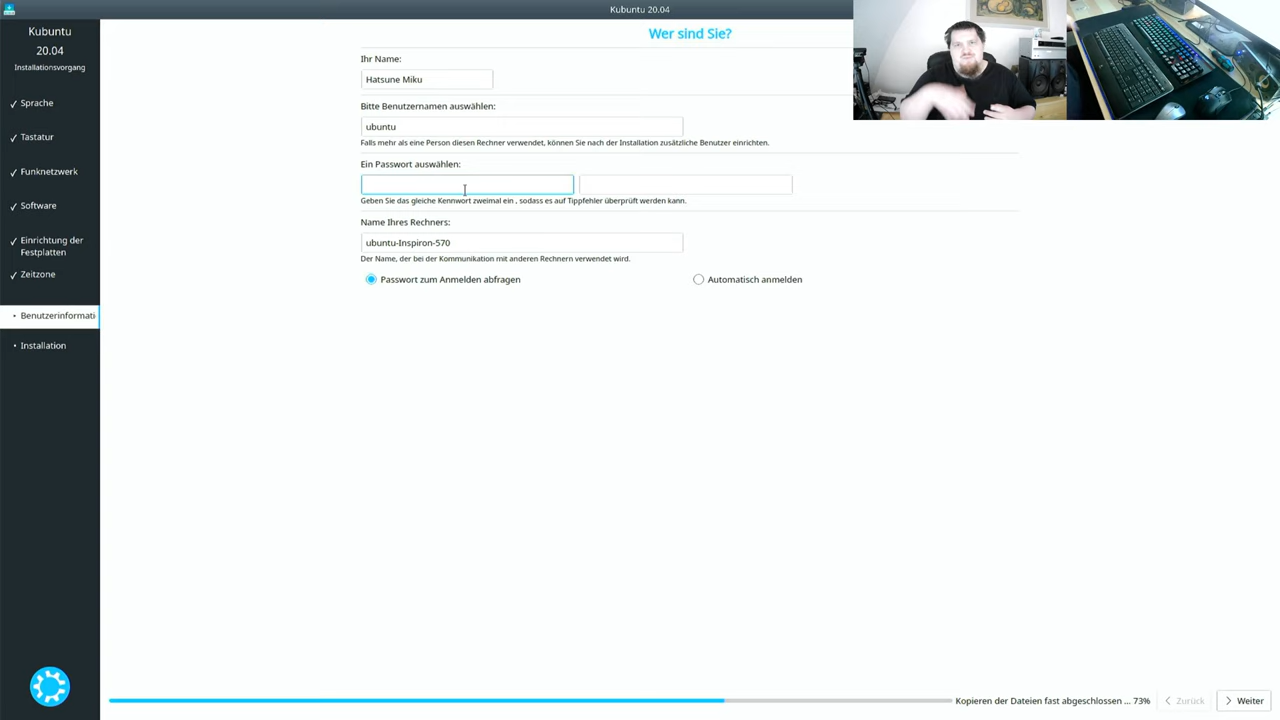 Kubuntu 20.04
Kubuntu
20.04
Installationsvorgang
Sprache
Tastatur
Funknetzwerk
Software
Einrichtung der
Festplatten
Zeitzone
Benutzerinformati
Installation
Wer sind Sie?
Ihr Name:
Hatsune Miku
Bitte Benutzernamen auswählen:
ubuntu
Falls mehr als eine Person diesen Rechner verwendet, können Sie nach der Installation zusätzliche Benutzer einrichten.
Ein Passwort auswählen:
Geben Sie das gleiche Kennwort zweimal ein , sodass es auf Tippfehler überprüft werden kann.
Name Ihres Rechners:
ubuntu-Inspiron-570
Der Name, der bei der Kommunikation mit anderen Rechnern verwendet wird.
Passwort zum Anmelden abfragen
Automatisch anmelden
Kopieren der Dateien fast abgeschlossen ... 73%
Zurück
Weiter